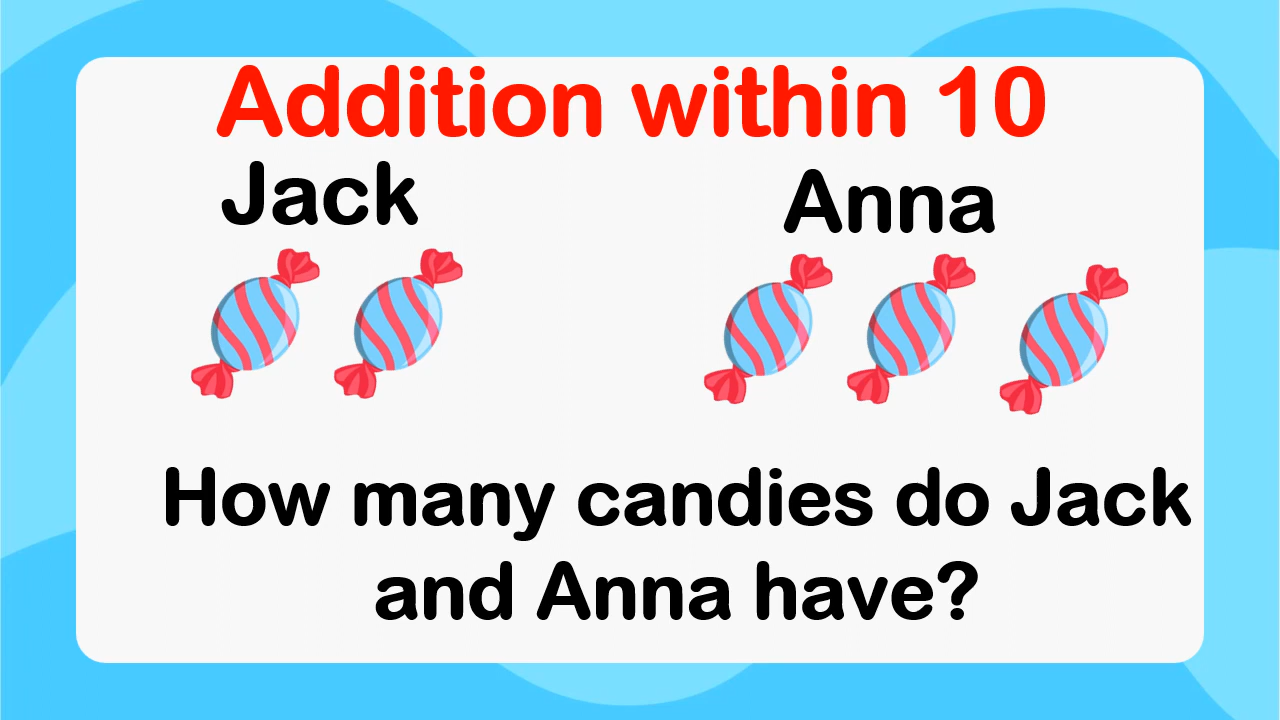 Addition within 10
Jack
Anna
How many candies do Jack
and Anna have?